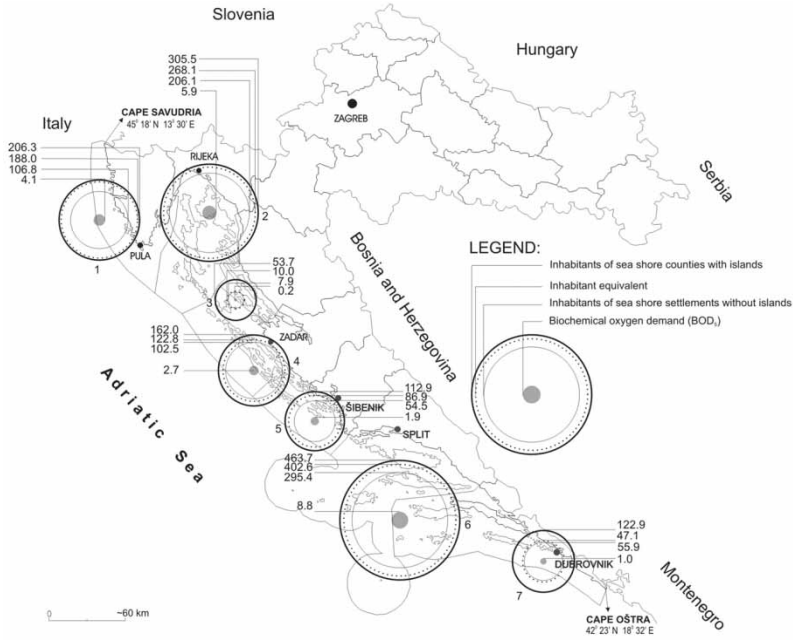 Slovenia
Hungary
305.5
268.1
206.1
5.9
CAPE SAVUDRIA
45° 18' N 13° 30' E
Italy
ZAGREB
206.3
188.0
106.8
4.1
RIJEKA
Serbia
2
PULA
1
Bosnia and Herzegovina
LEGEND:
Inhabitants of sea shore counties with islands
Inhabitant equivalent
Inhabitants of sea shore settlements without islands
Biochemical oxygen demand (BOD₅)
53.7
10.0
7.9
0.2
3
162.0
122.8
102.5
ZADAR
4
2.7
Adriatic Sea
112.9
86.9
54.5
1.9
ŠIBENIK
5
SPLIT
463.7
402.6
295.4
8.8
6
122.9
47.1
55.9
1.0
DUBROVNIK
7
Montenegro
0
~60 km
CAPE OŠTRA
42° 23' N 18° 32' E